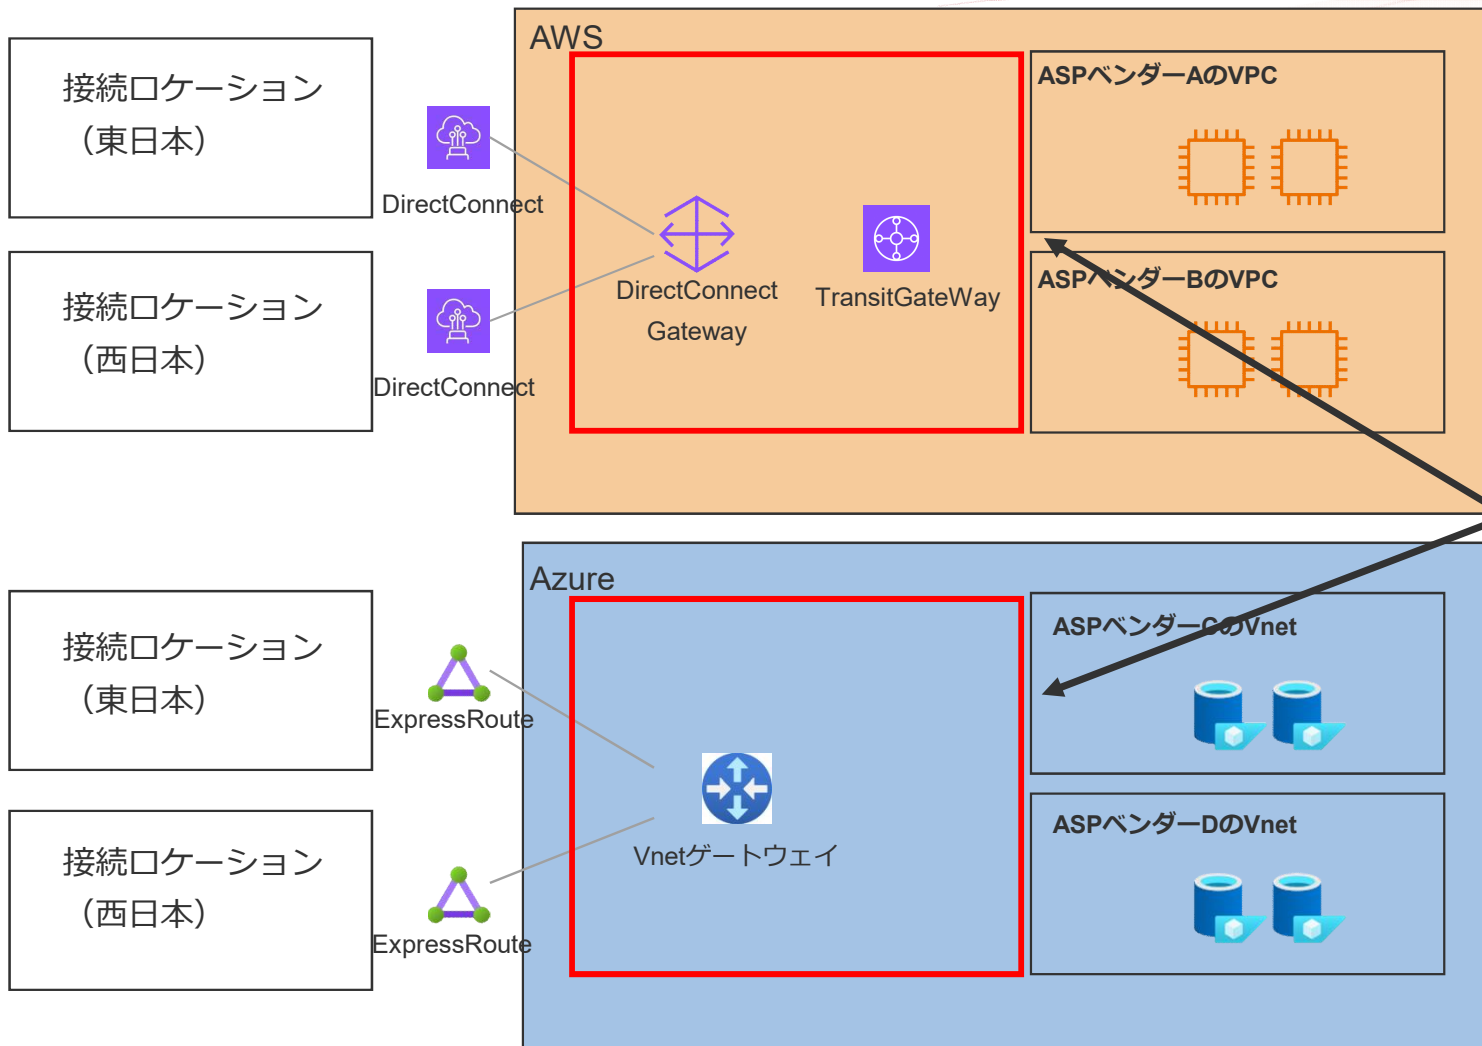 AWS
接続ロケーション
（東日本）
DirectConnect
接続ロケーション
（西日本）
DirectConnect
DirectConnect
Gateway
TransitGateWay
ASPベンダーAのVPC
ASPベンダーBのVPC
Azure
接続ロケーション
（東日本）
ExpressRoute
接続ロケーション
（西日本）
ExpressRoute
Vnetゲートウェイ
ASPベンダーCのVnet
ASPベンダーDのVnet